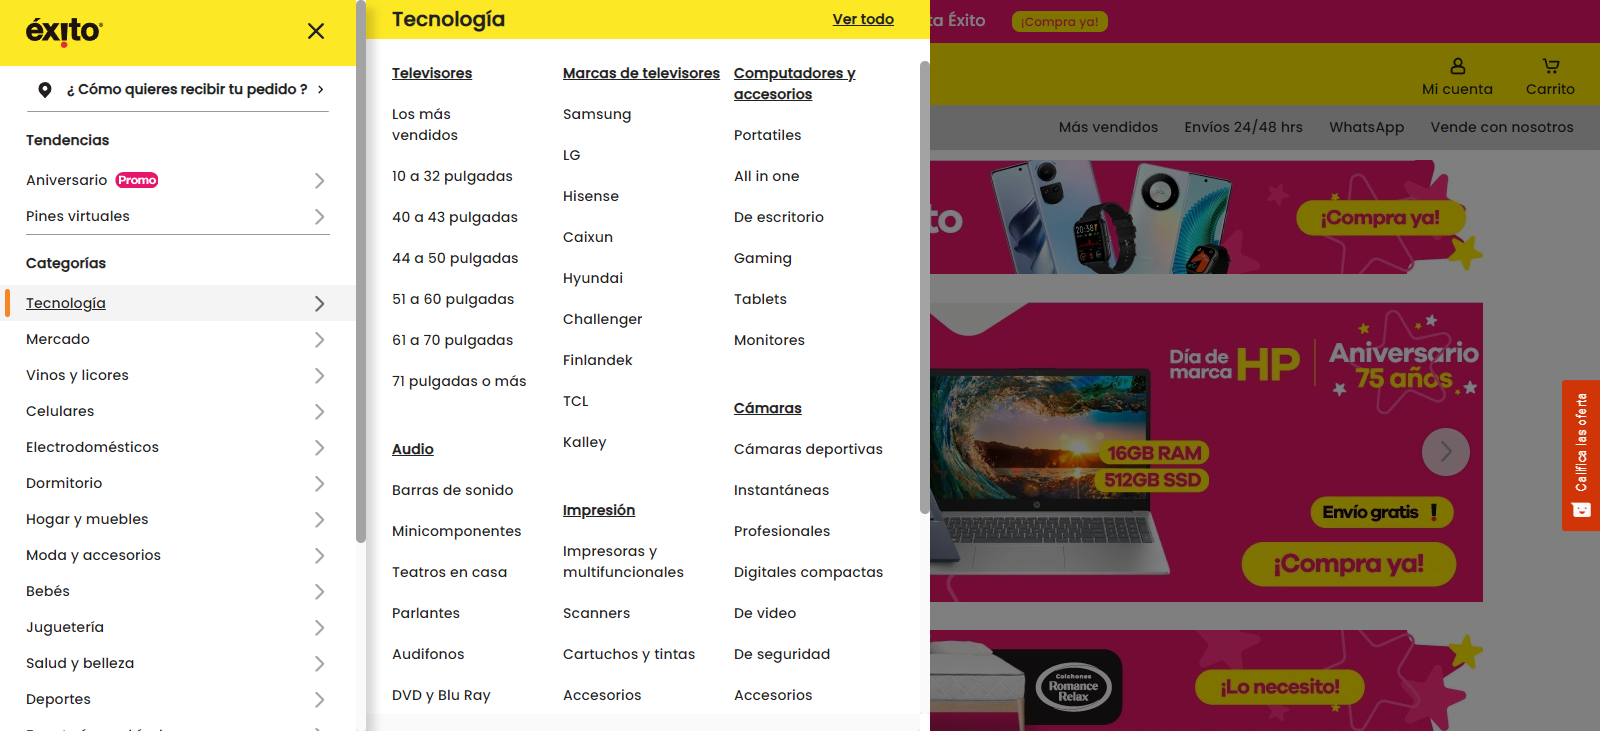 éxito
¿ Cómo quieres recibir tu pedido ?
Tendencias
Aniversario Promo
Pines virtuales
Categorías
Tecnología
Mercado
Vinos y licores
Celulares
Electrodomésticos
Dormitorio
Hogar y muebles
Moda y accesorios
Bebés
Juguetería
Salud y belleza
Deportes
Tecnología
Ver todo
Televisores
Los más
vendidos
10 a 32 pulgadas
40 a 43 pulgadas
44 a 50 pulgadas
51 a 60 pulgadas
61 a 70 pulgadas
71 pulgadas o más
Audio
Barras de sonido
Minicomponentes
Teatros en casa
Parlantes
Audifonos
DVD y Blu Ray
Marcas de televisores
Samsung
LG
Hisense
Caixun
Hyundai
Challenger
Finlandek
TCL
Kalley
Impresión
Impresoras y
multifuncionales
Scanners
Cartuchos y tintas
Accesorios
Computadores y
accesorios
Portatiles
All in one
De escritorio
Gaming
Tablets
Monitores
Cámaras
Cámaras deportivas
Instantáneas
Profesionales
Digitales compactas
De video
De seguridad
Accesorios
ta Éxito
¡Compra ya!
Mi cuenta
Carrito
Más vendidos
Envíos 24/48 hrs
WhatsApp
Vende con nosotros
to
20:38
¡Compra ya!
Día de
marca HP
Aniversario
75 años
16GB RAM
512GB SSD
Envío gratis !
¡Compra ya!
Califica las oferta
Colchones
Romance
Relax
¡Lo necesito!